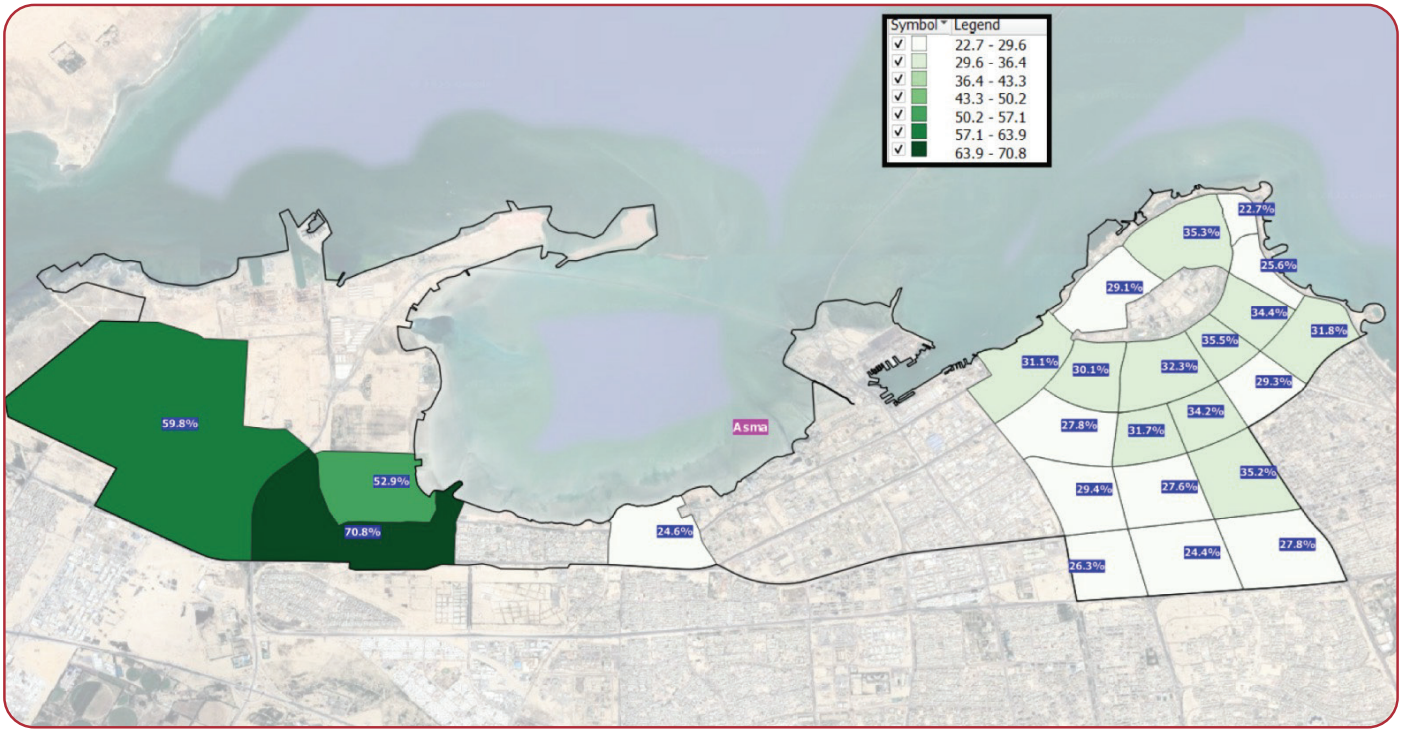 Symbol Legend
22.7 - 29.6
29.6 - 36.4
36.4 - 43.3
43.3 - 50.2
50.2 - 57.1
57.1 - 63.9
63.9 - 70.8
22.7%
35.3%
25.6%
29.1%
34.4%
31.8%
35.5%
31.1%
30.1%
32.3%
29.3%
34.2%
59.8%
Asma
27.8%
31.7%
52.9%
35.2%
29.4%
27.6%
70.8%
24.6%
27.8%
24.4%
26.3%